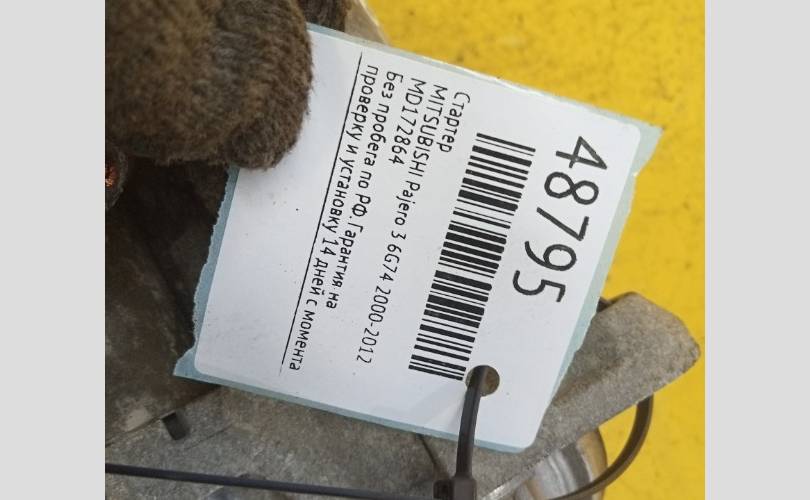 48795
Стартер
MITSUBISHI Pajero 3 6G74 2000-2012
MD172864
Без пробега по РФ. Гарантия на
проверку и установку 14 дней с момента